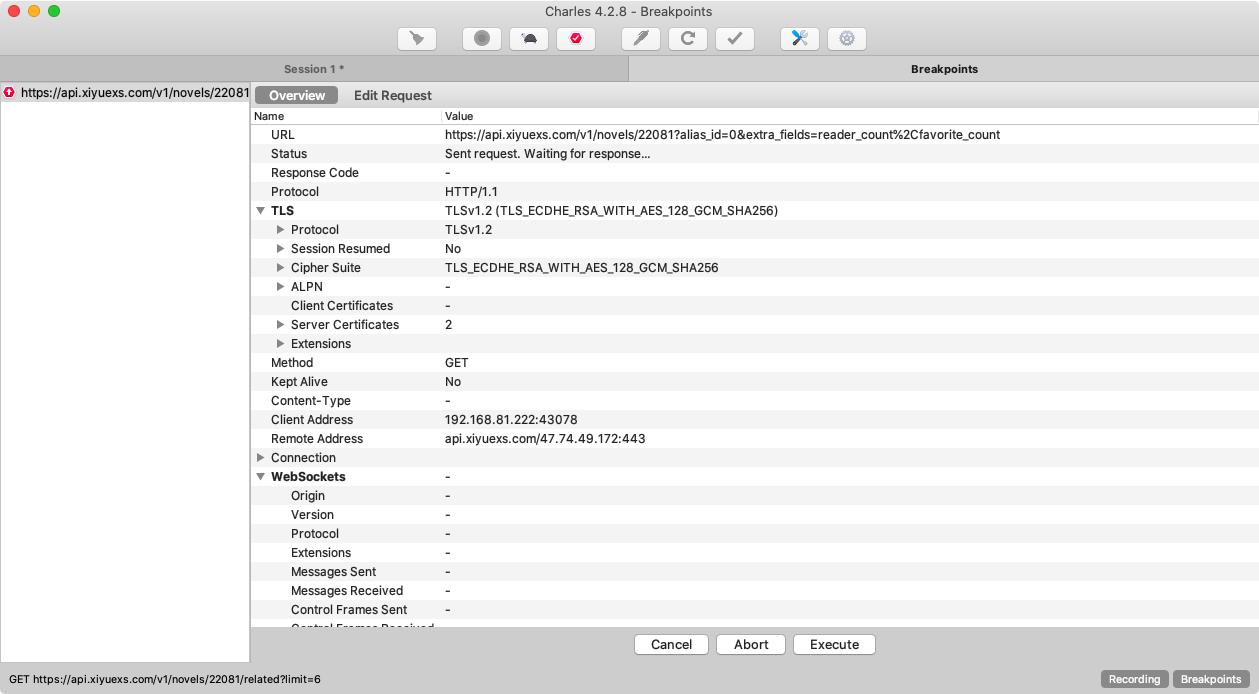 Charles 4.2.8 - Breakpoints
Session 1 *
Breakpoints
https://api.xiyuexs.com/v1/novels/22081
Overview Edit Request
Name Value
URL https://api.xiyuexs.com/v1/novels/22081?alias_id=0&extra_fields=reader_count%2Cfavorite_count
Status Sent request. Waiting for response...
Response Code -
Protocol HTTP/1.1
TLS TLSv1.2 (TLS_ECDHE_RSA_WITH_AES_128_GCM_SHA256)
Protocol TLSv1.2
Session Resumed No
Cipher Suite TLS_ECDHE_RSA_WITH_AES_128_GCM_SHA256
ALPN -
Client Certificates -
Server Certificates 2
Extensions
Method GET
Kept Alive No
Content-Type -
Client Address 192.168.81.222:43078
Remote Address api.xiyuexs.com/47.74.49.172:443
Connection
WebSockets -
Origin -
Version -
Protocol -
Extensions -
Messages Sent -
Messages Received -
Control Frames Sent -
Control Frames Received
Cancel Abort Execute
GET https://api.xiyuexs.com/v1/novels/22081/related?limit=6
Recording Breakpoints